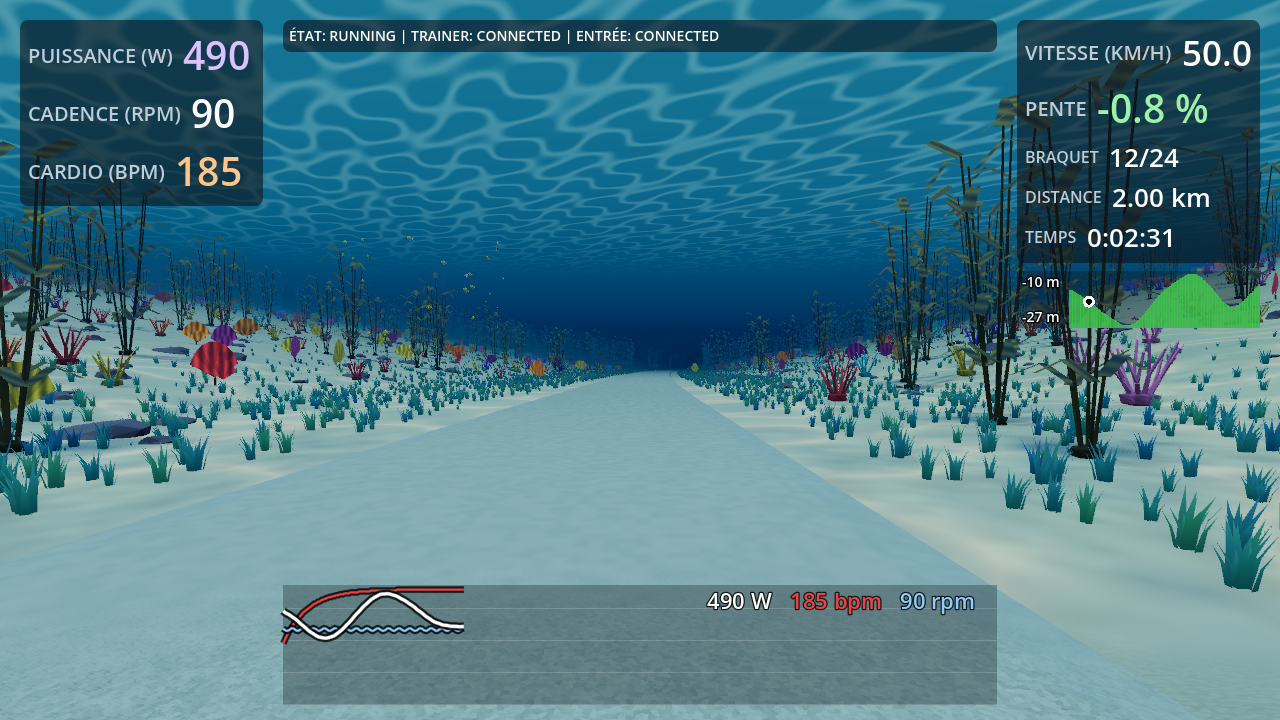 PUISSANCE (W) 490
CADENCE (RPM) 90
CARDIO (BPM) 185
ÉTAT: RUNNING | TRAINER: CONNECTED | ENTRÉE: CONNECTED
VITESSE (KM/H) 50.0
PENTE -0.8 %
BRAQUET 12/24
DISTANCE 2.00 km
TEMPS 0:02:31
-10 m
-27 m
490 W 185 bpm 90 rpm